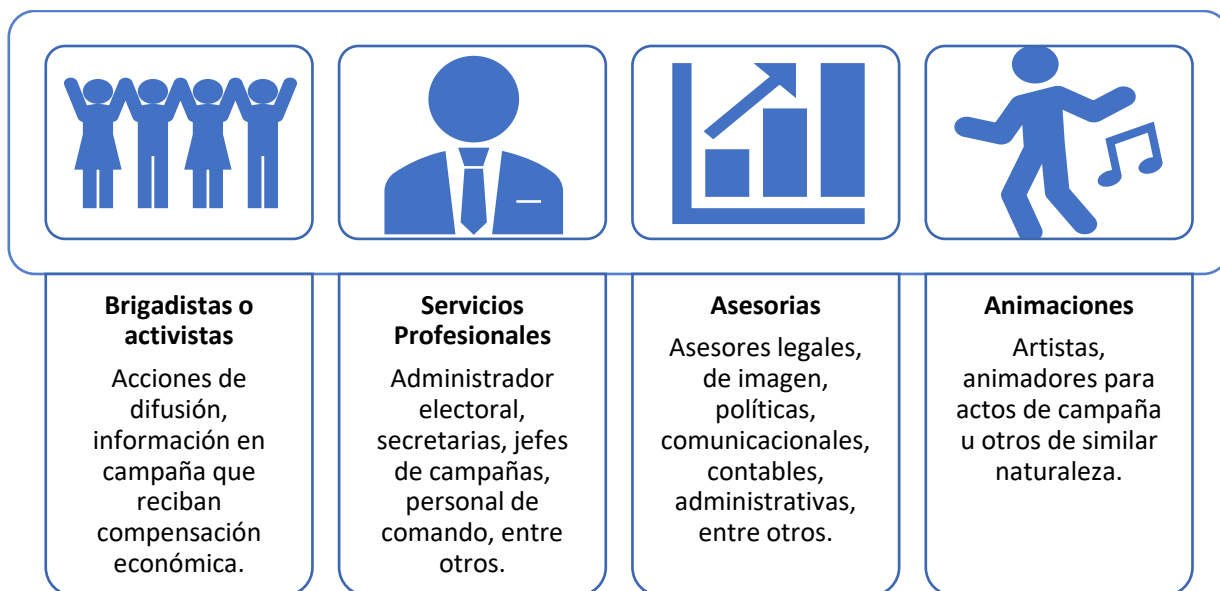 Brigadistas o
activistas
Acciones de
difusión,
información en
campaña que
reciban
compensación
económica.
Servicios
Profesionales
Administrador
electoral,
secretarias, jefes
de campañas,
personal de
comando, entre
otros.
Asesorias
Asesores legales,
de imagen,
políticas,
comunicacionales,
contables,
administrativas,
entre otros.
Animaciones
Artistas,
animadores para
actos de campaña
u otros de similar
naturaleza.